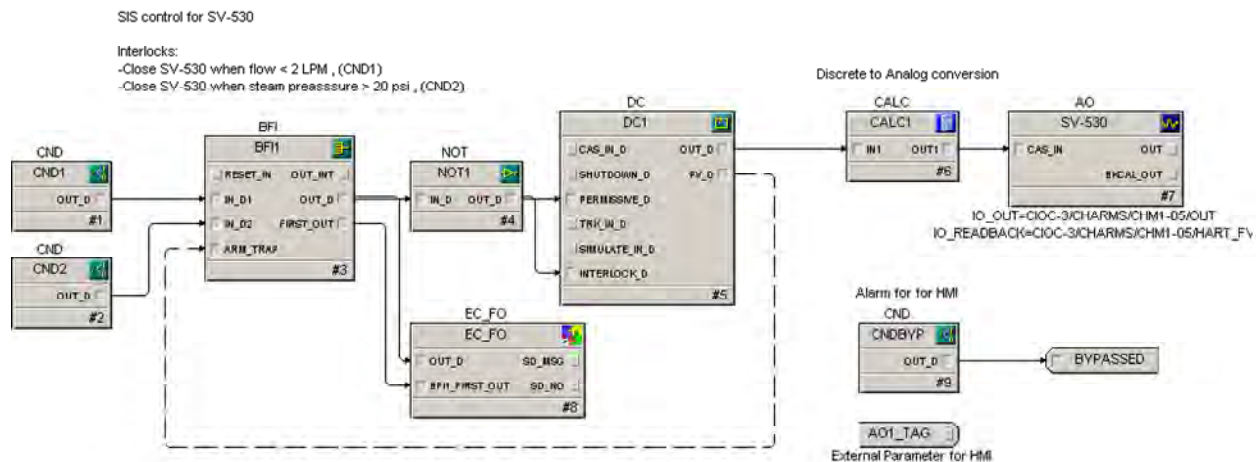 SIS control for SV-530
Interlocks:
-Close SV-530 when flow < 2 LPM , (CND1)
-Close SV-530 when steam preasssure > 20 psi , (CND2)
CND
CND1
OUT_D
#1
CND
CND2
OUT_D
#2
BFI
BFI1
RESET_IN OUT_INT
IN_D1 OUT_D
IN_D2 FIRST_OUT
ARM_TRAP
#3
NOT
NOT1
IN_D OUT_D
#4
EC_FO
EC_FO
OUT_D SD_MSG
BFI1_FIRST_OUT SD_NO
#8
DC
DC1
CAS_IN_D OUT_D
SHUTDOWN_D PV_D
PERMISSIVE_D
TRK_IN_D
SIMULATE_IN_D
INTERLOCK_D
#5
Discrete to Analog conversion
CALC
CALC1
IN1 OUT1
#6
AO
SV-530
CAS_IN OUT
BKCAL_OUT
#7
IO_OUT=CIOC-3/CHARMS/CHM1-05/OUT
IO_READBACK=CIOC-3/CHARMS/CHM1-05/HART_FV
Alarm for for HMI
CND
CNDBYP
OUT_D
#9
BYPASSED
AO1_TAG
External Parameter for HMI